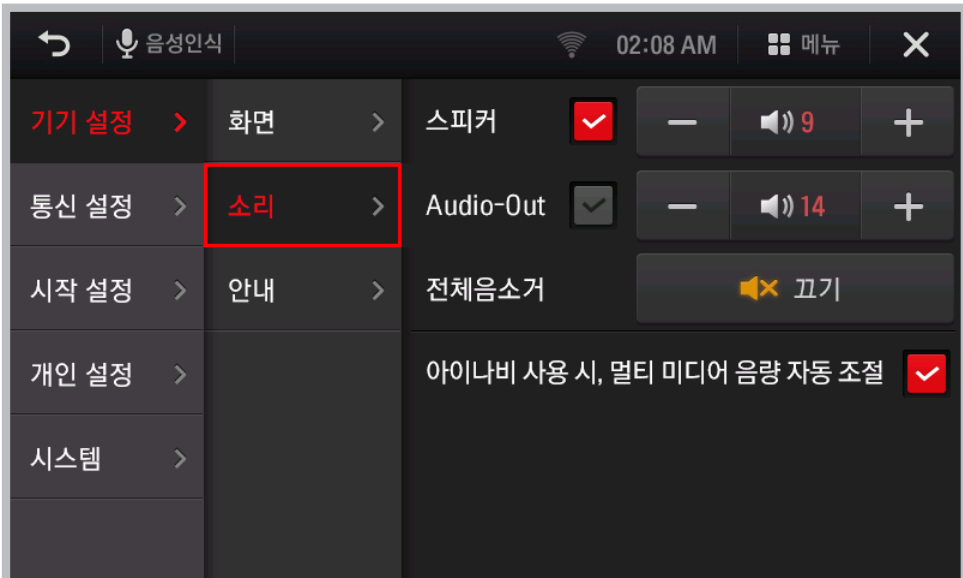 음성인식 02:08 AM 메뉴
기기 설정 화면 스피커 9
통신 설정 소리 Audio-Out 14
시작 설정 안내 전체음소거 끄기
개인 설정 아이나비 사용 시, 멀티 미디어 음량 자동 조절
시스템